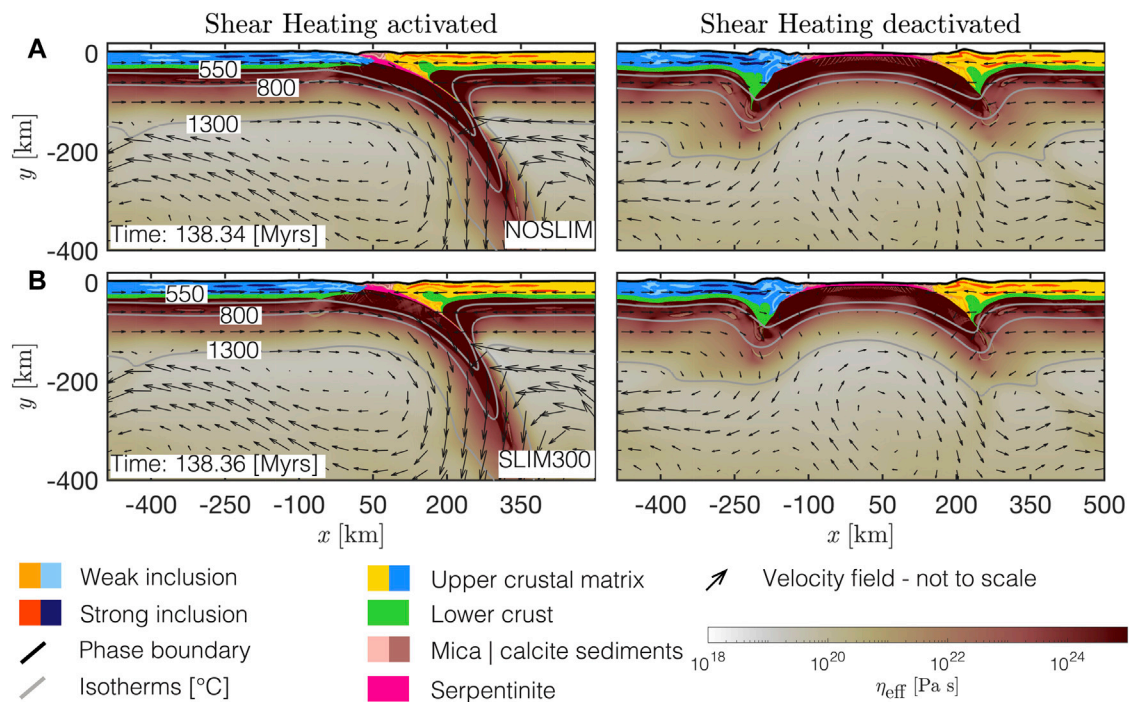 Shear Heating activated
Shear Heating deactivated
A
0
-200
-400
y [km]
550
800
1300
Time: 138.34 [Myrs]
NOSLIM
B
0
-200
-400
y [km]
550
800
1300
Time: 138.36 [Myrs]
SLIM300
-400 -250 -100 50 200 350
-400 -250 -100 50 200 350 500
x [km]
x [km]
Weak inclusion
Strong inclusion
Phase boundary
Isotherms [°C]
Upper crustal matrix
Lower crust
Mica | calcite sediments
Serpentinite
Velocity field - not to scale
10^18 10^20 10^22 10^24
η_eff [Pa s]